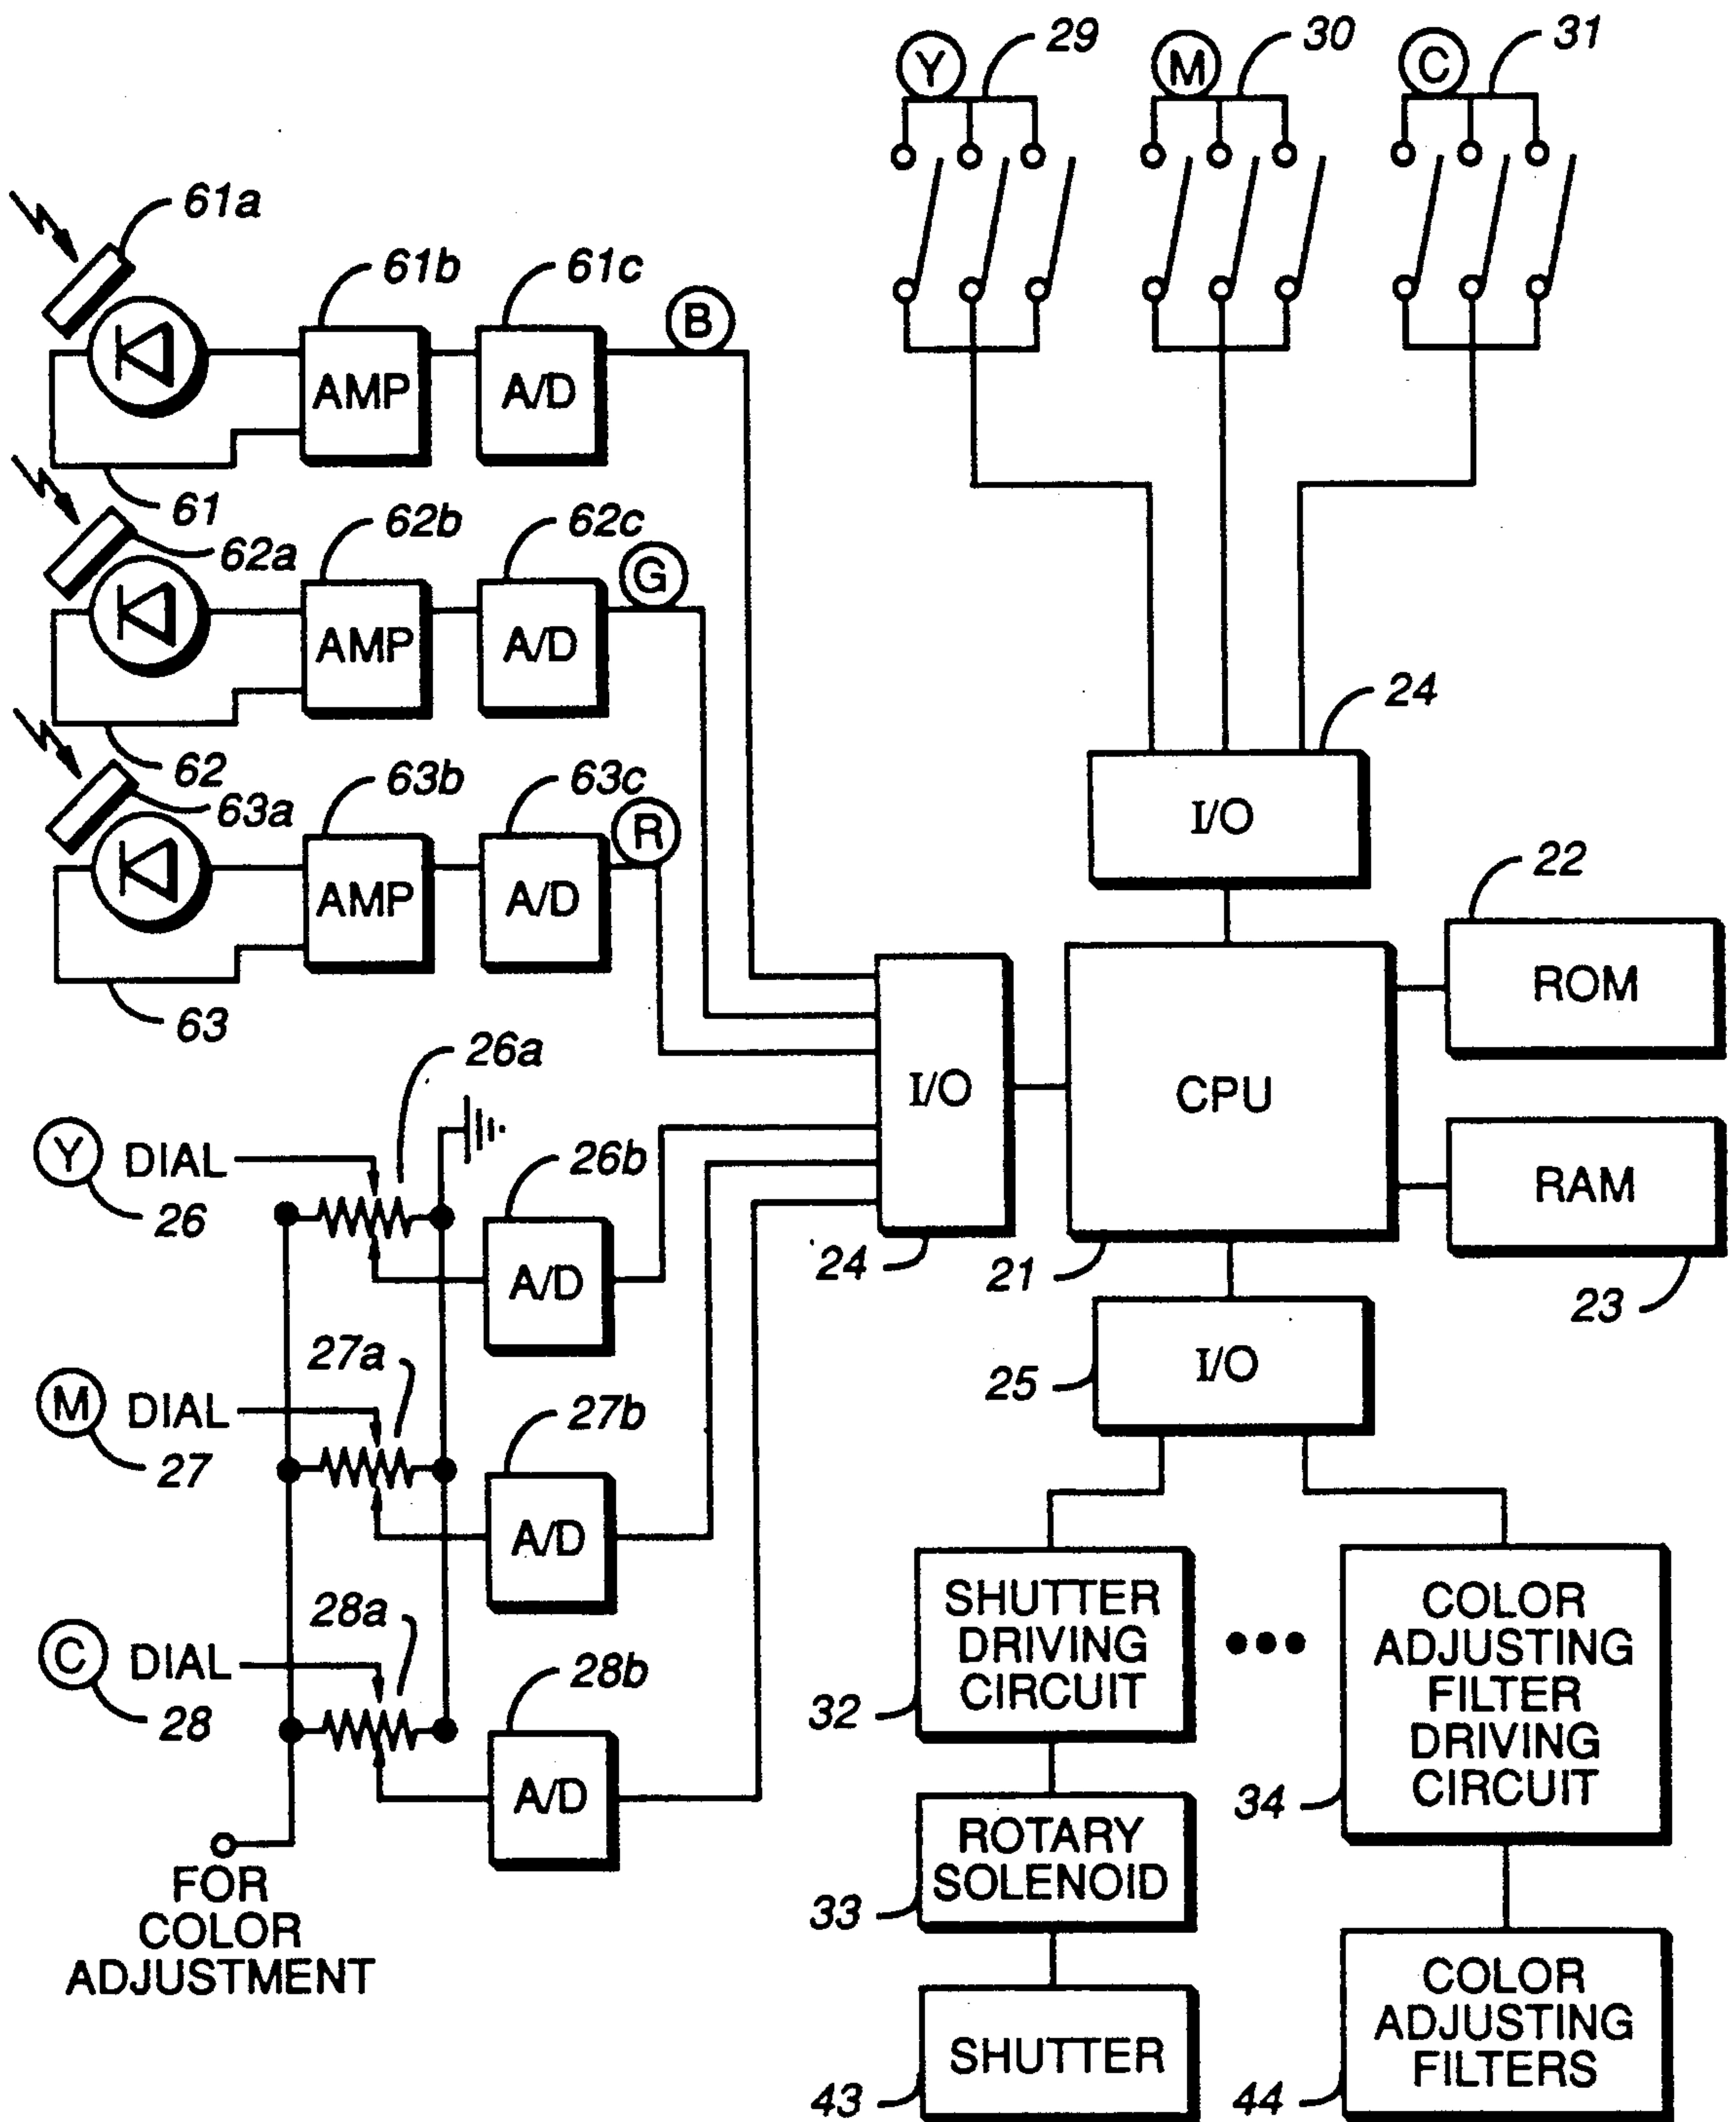 Y
29
M
30
C
31
61a
61b
61c
B
AMP
A/D
61
62a
62b
62c
G
AMP
A/D
62
63a
63b
63c
R
AMP
A/D
63
24
I/O
22
ROM
I/O
24
CPU
21
RAM
23
26a
Y DIAL
26
26b
A/D
27a
M DIAL
27
27b
A/D
28a
C DIAL
28
28b
A/D
FOR
COLOR
ADJUSTMENT
25
I/O
SHUTTER
DRIVING
CIRCUIT
32
COLOR
ADJUSTING
FILTER
DRIVING
CIRCUIT
34
ROTARY
SOLENOID
33
SHUTTER
43
COLOR
ADJUSTING
FILTERS
44